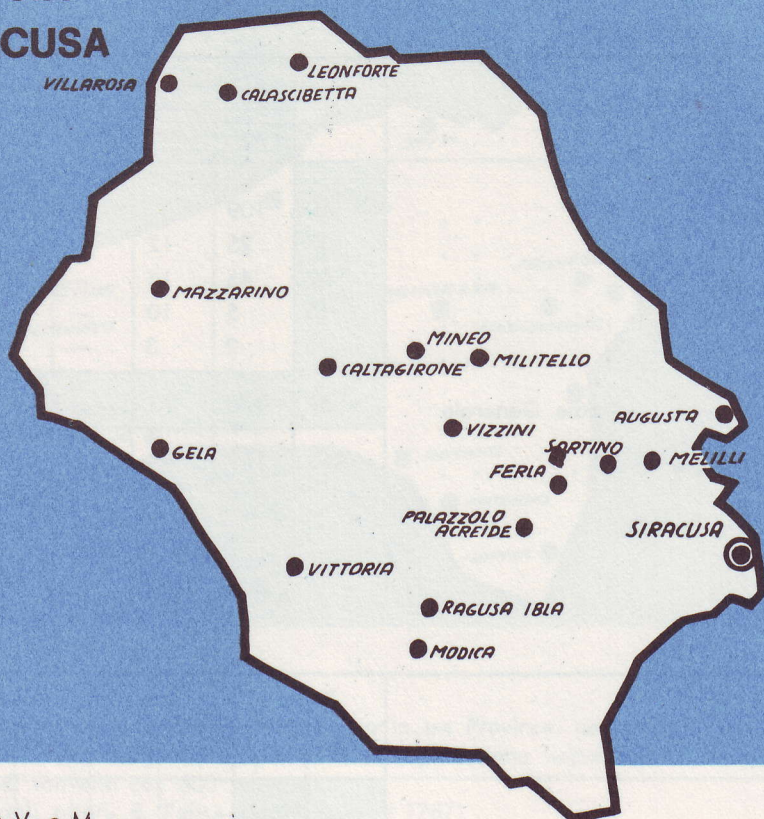 CUSA
LEONFORTE
VILLAROSA
CALASCIBETTA
MAZZARINO
MINEO
MILITELLO
CALTAGIRONE
AUGUSTA
VIZZINI
SARTINO
GELA
MELILLI
FERLA
PALAZZOLO
ACREIDE
SIRACUSA
VITTORIA
RAGUSA IBLA
MODICA